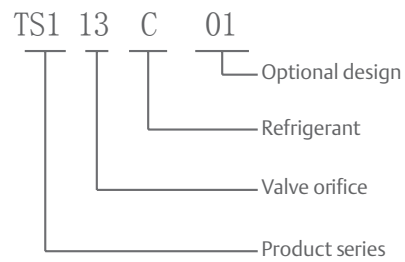 TS1 13 C 01
Optional design
Refrigerant
Valve orifice
Product series